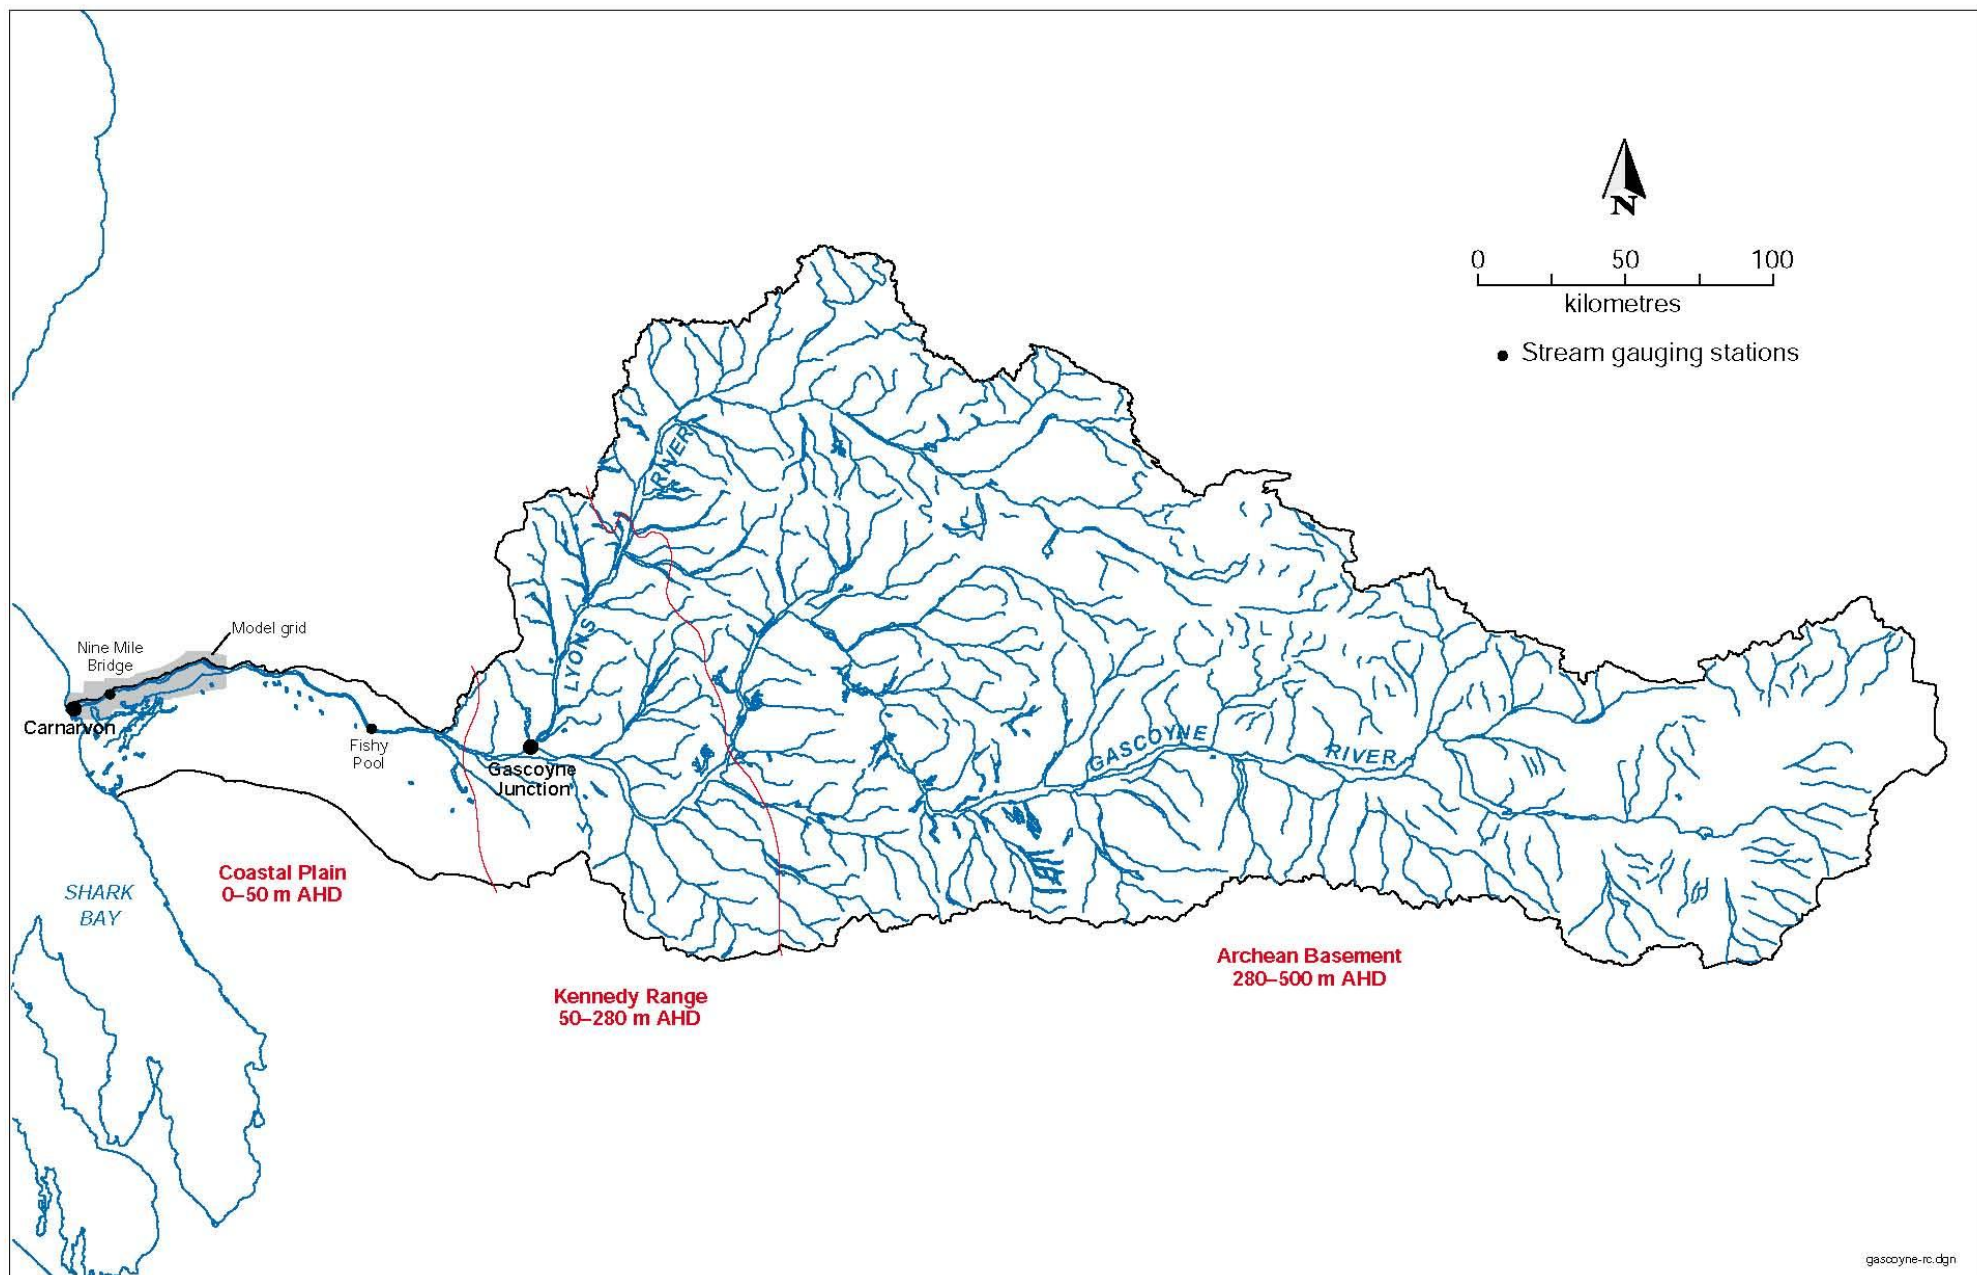 N
0 50 100
kilometres
Stream gauging stations
RIVER
LYONS
Model grid
Nine Mile
Bridge
Carnarvon
Fishy
Pool
Gascoyne
Junction
GASCOYNE
RIVER
Coastal Plain
0–50 m AHD
SHARK
BAY
Archean Basement
280–500 m AHD
Kennedy Range
50–280 m AHD
gascoyne-rc.dgn